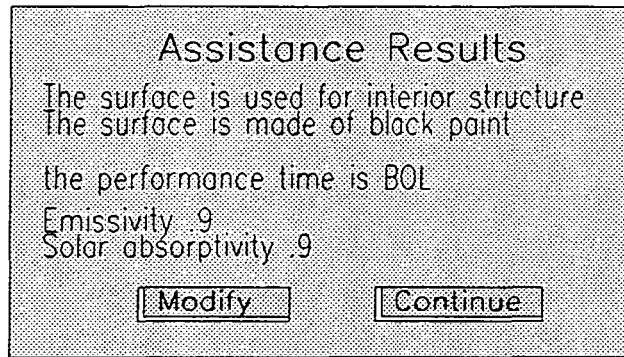 Assistance Results
The surface is used for interior structure
The surface is made of black paint
the performance time is BOL
Emissivity .9
Solar absorptivity .9
Modify
Continue